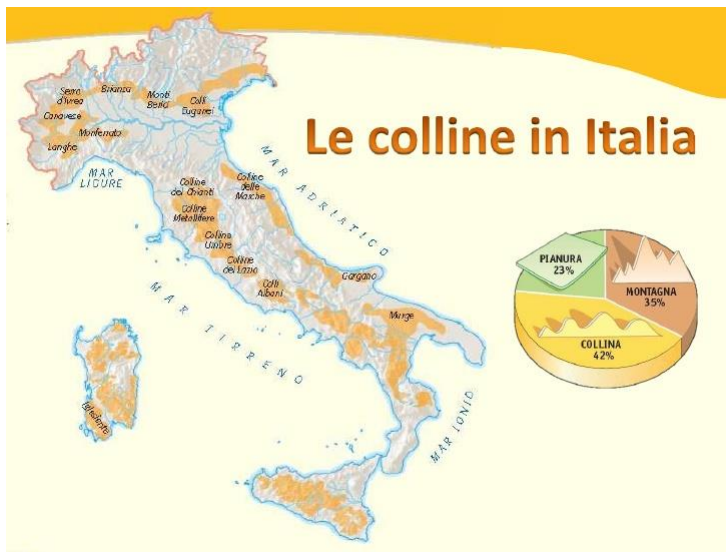 Le colline in Italia
Serra
d'Ivrea
Brianza
Monti
Berici
Colli
Euganei
Canavese
Monferrato
Langhe
MAR
LIGURE
MAR ADRIATICO
Colline
del Chianti
Colline
delle
Marche
Colline
Metallifere
Colline
Umbre
Colline
del Lazio
Colli
Albani
Gargano
Murge
MAR TIRRENO
MAR IONIO
Iglesiente
PIANURA
23%
MONTAGNA
35%
COLLINA
42%